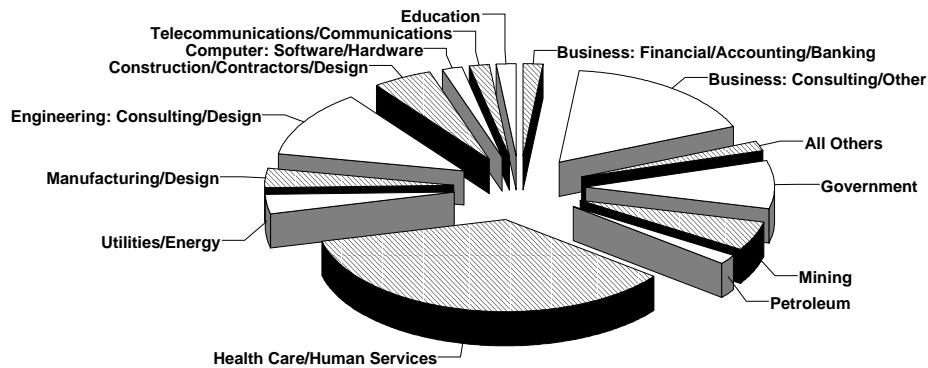 Education
Telecommunications/Communications
Computer: Software/Hardware
Construction/Contractors/Design
Business: Financial/Accounting/Banking
Business: Consulting/Other
Engineering: Consulting/Design
All Others
Manufacturing/Design
Government
Utilities/Energy
Mining
Petroleum
Health Care/Human Services